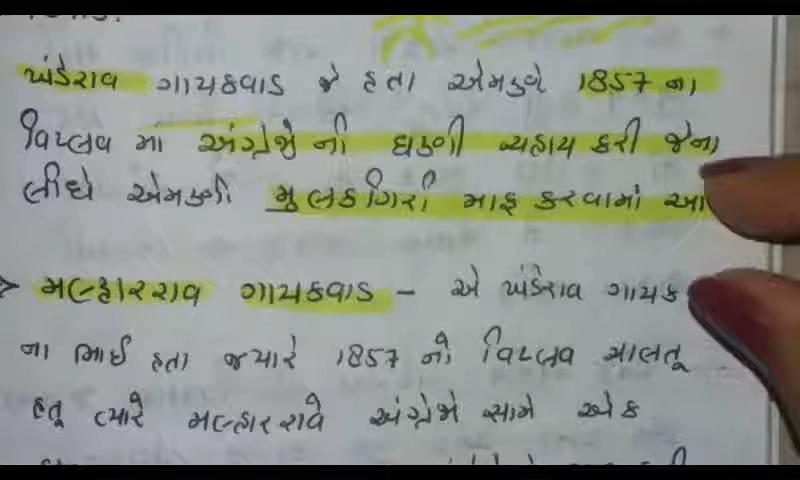 ખંડેરાવ ગાયકવાડ જે હતા એમણે 1857 ના
વિપ્લવ માં અંગ્રેજો ની ઘણી સહાય કરી જેના
લીધે એમણી મુલકગિરી માફ કરવામાં આ
મલ્હારરાવ ગાયકવાડ – એ ખંડેરાવ ગાયક
ના ભાઈ હતા જ્યારે 1857 નો વિપ્લવ ચાલતૂ
હતૂ ત્યારે મલ્હારરાવે અંગ્રેજો સામે એક